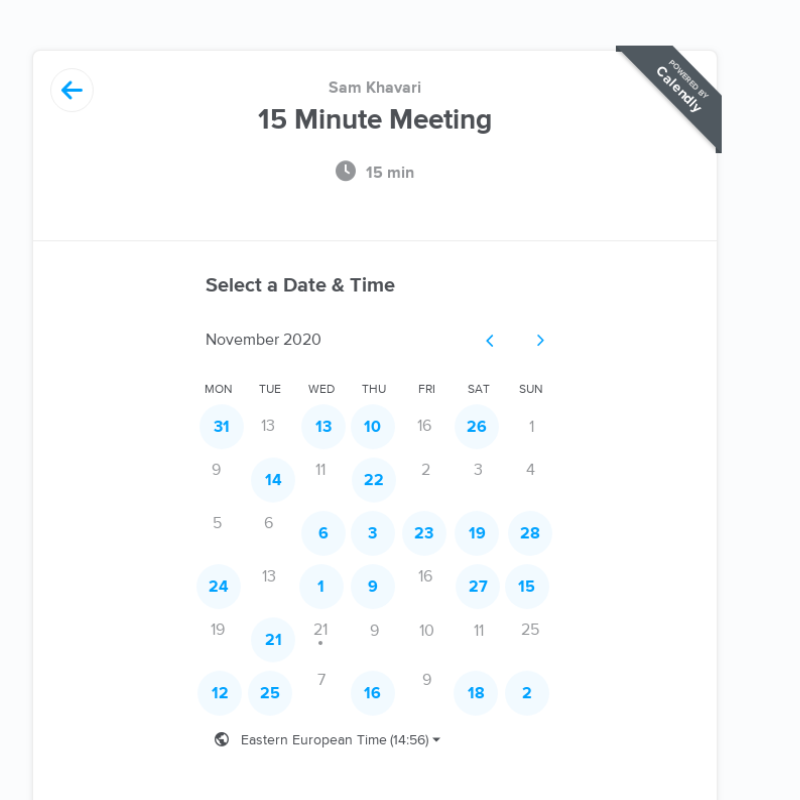 POWERED BY
Calendly
Sam Khavari
15 Minute Meeting
15 min
Select a Date & Time
November 2020
MON TUE WED THU FRI SAT SUN
31 13 13 10 16 26 1
9 14 11 22 2 3 4
5 6 6 3 23 19 28
24 13 1 9 16 27 15
19 21 21 9 10 11 25
12 25 7 16 9 18 2
Eastern European Time (14:56)